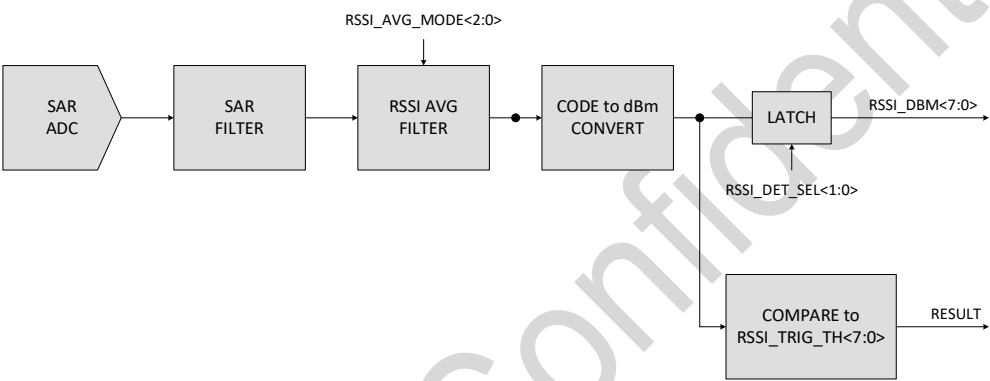 RSSI_AVG_MODE<2:0>
SAR
ADC
SAR
FILTER
RSSI AVG
FILTER
CODE to dBm
CONVERT
LATCH
RSSI_DBM<7:0>
RSSI_DET_SEL<1:0>
COMPARE to
RSSI_TRIG_TH<7:0>
RESULT
Confident